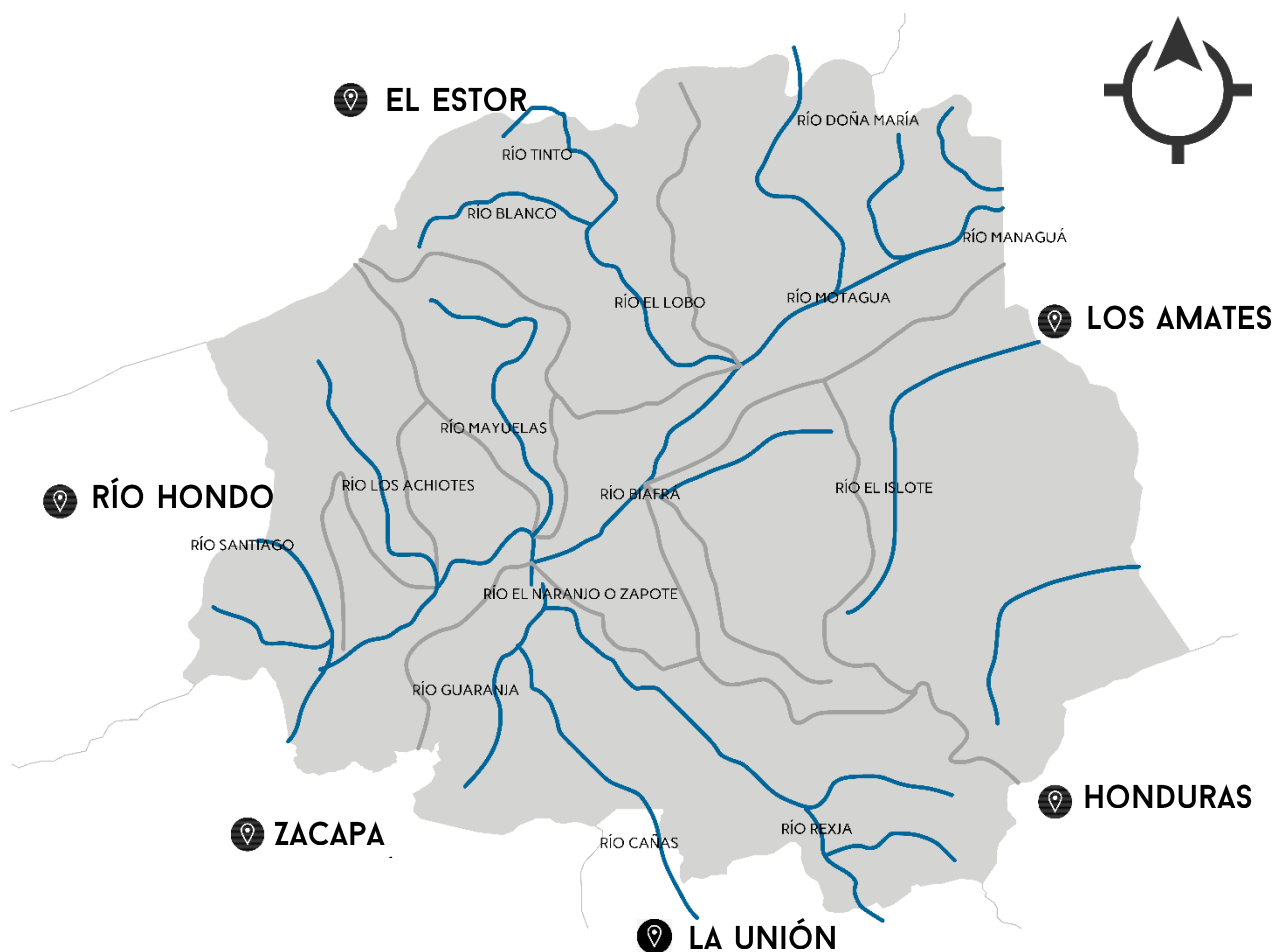 EL ESTOR
RÍO DOÑA MARÍA
RÍO TINTO
RÍO BLANCO
RÍO MANAGUÁ
RÍO EL LOBO
RÍO MOTAGUA
LOS AMATES
RÍO MAYUELAS
RÍO LOS ACHIOTES
RÍO BIAFRA
RÍO EL ISLOTE
RÍO HONDO
RÍO SANTIAGO
RÍO EL NARANJO O ZAPOTE
RÍO GUARANJA
HONDURAS
ZACAPA
RÍO REXJA
RÍO CAÑAS
LA UNIÓN